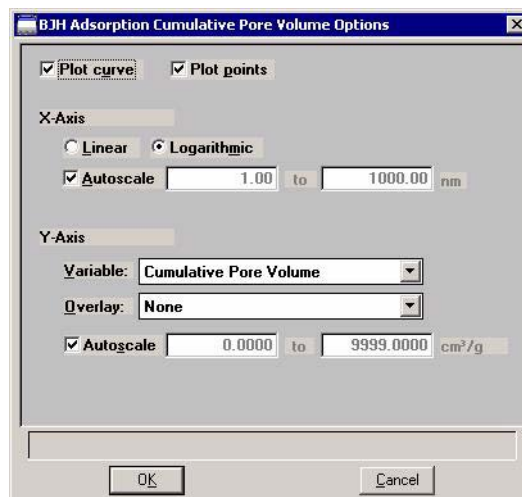 BJH Adsorption Cumulative Pore Volume Options
Plot curve Plot points
X-Axis
Linear Logarithmic
Autoscale 1.00 to 1000.00 nm
Y-Axis
Variable: Cumulative Pore Volume
Overlay: None
Autoscale 0.0000 to 9999.0000 cm³/g
OK Cancel